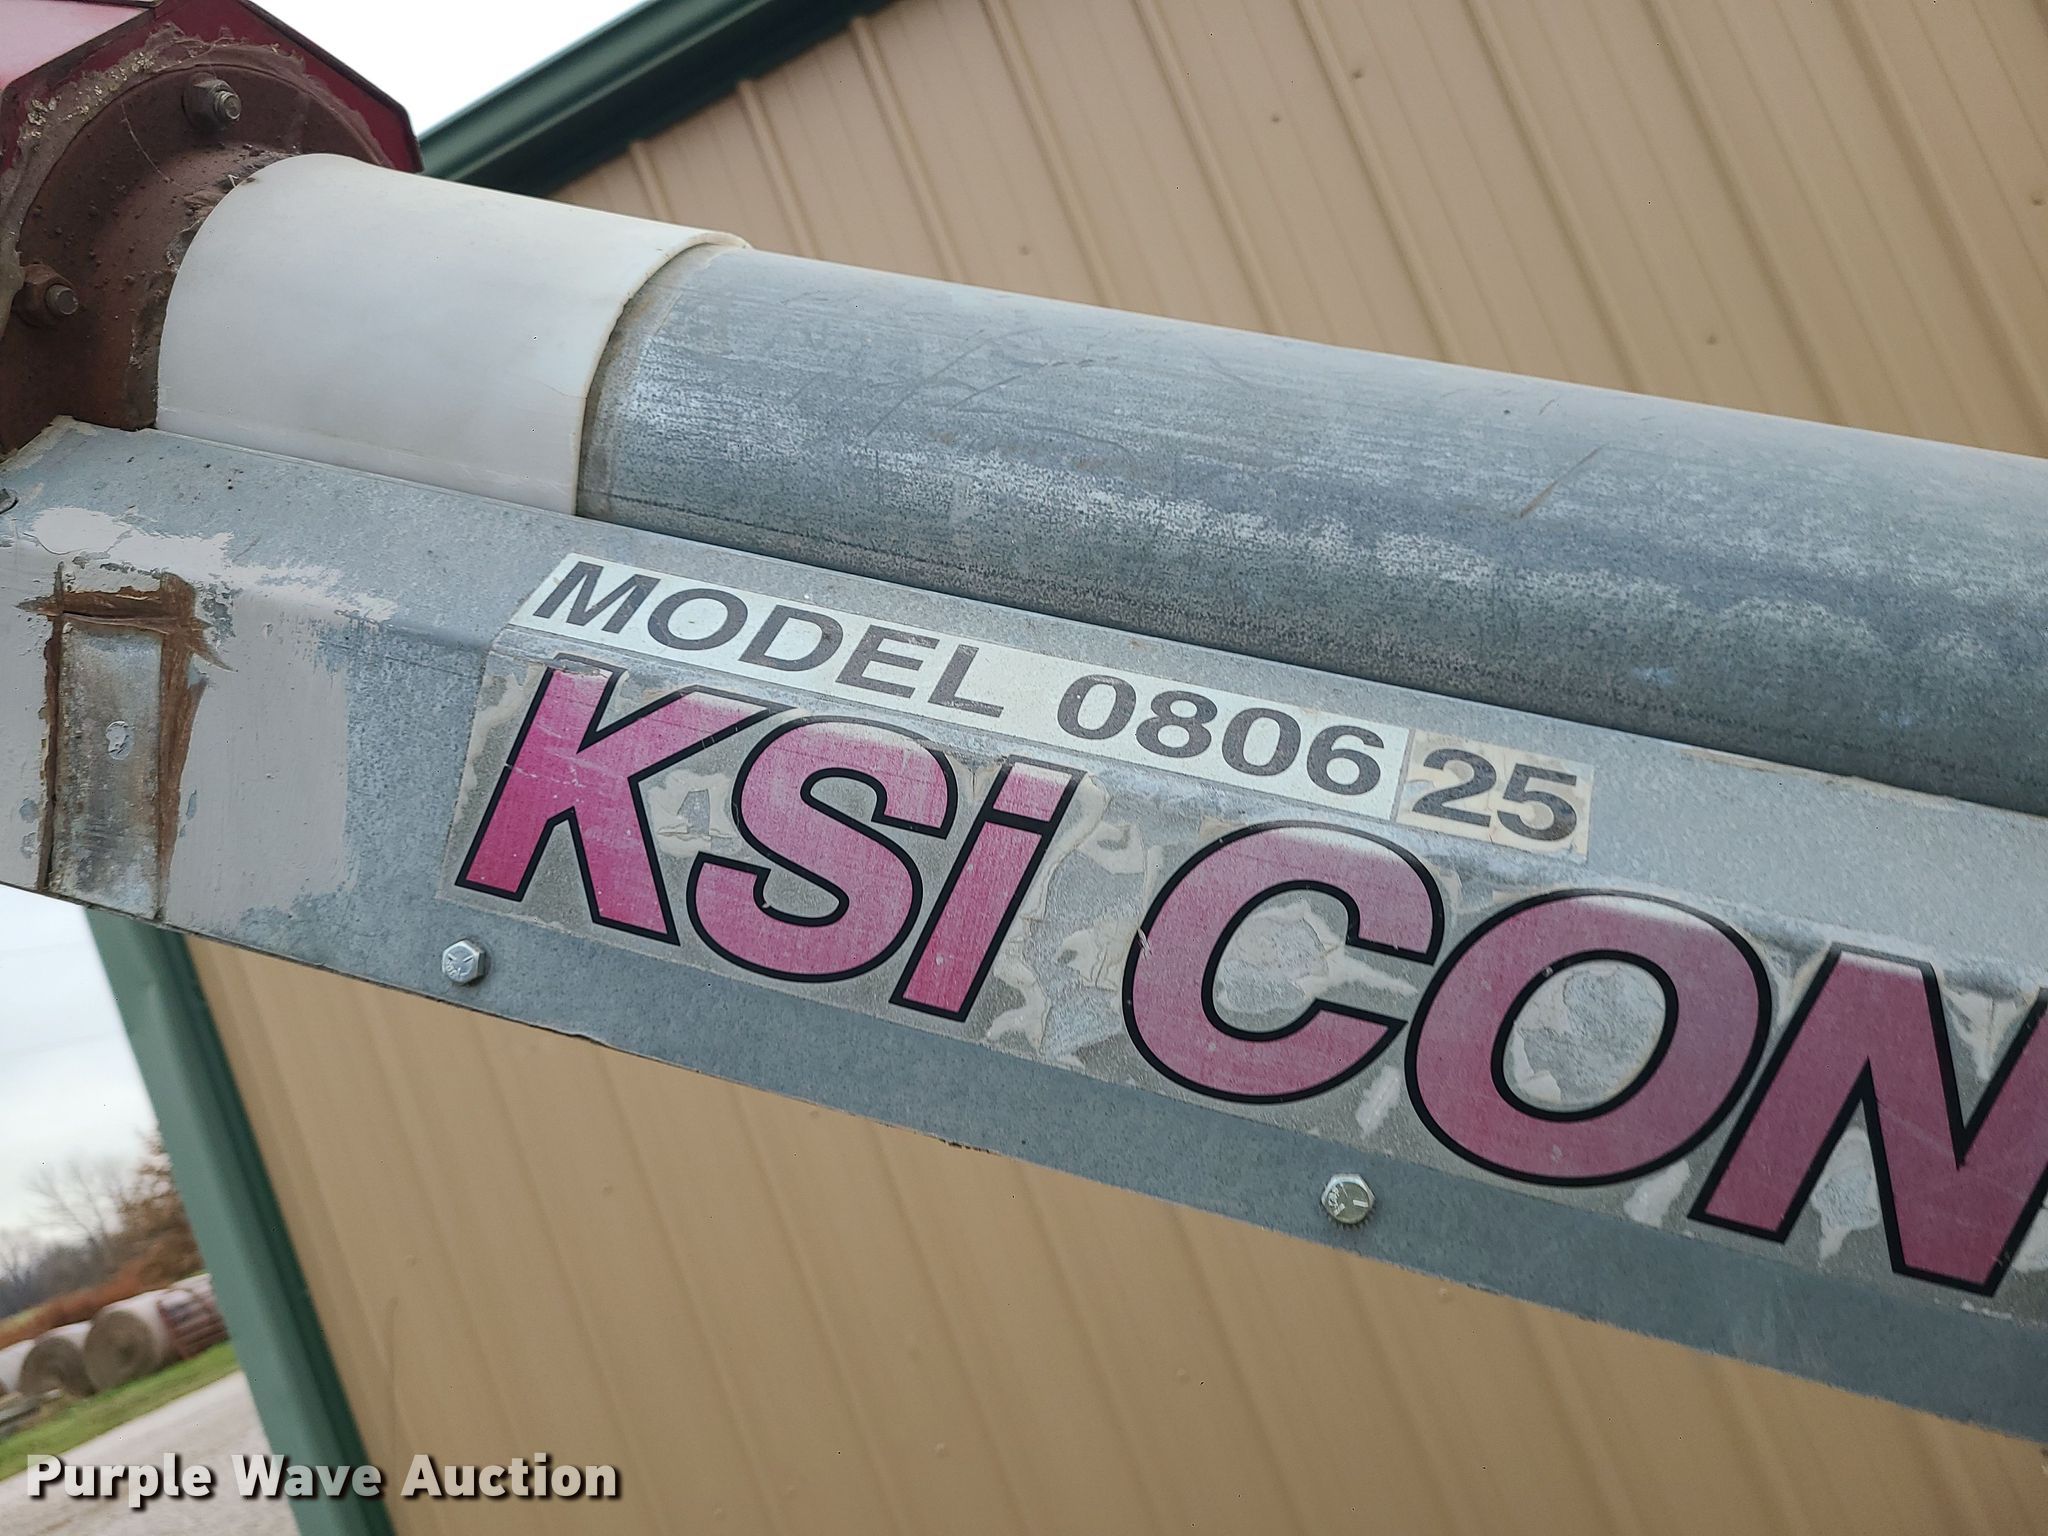 MODEL 0806 25
KSi CON
Purple Wave Auction